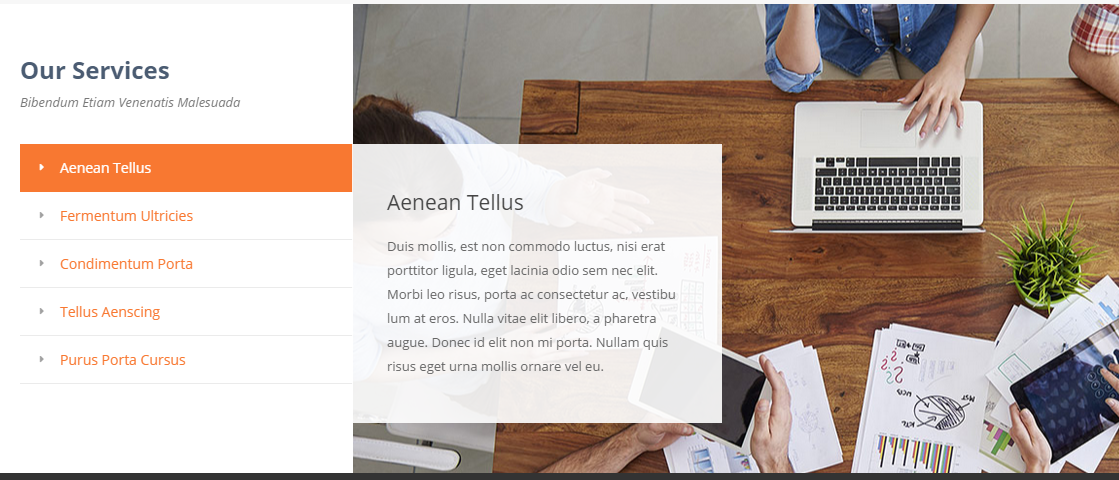 Our Services
Bibendum Etiam Venenatis Malesuada
Aenean Tellus
Fermentum Ultricies
Condimentum Porta
Tellus Aenscing
Purus Porta Cursus
Aenean Tellus
Duis mollis, est non commodo luctus, nisi erat
porttitor ligula, eget lacinia odio sem nec elit.
Morbi leo risus, porta ac consectetur ac, vestibu
lum at eros. Nulla vitae elit libero, a pharetra
augue. Donec id elit non mi porta. Nullam quis
risus eget urna mollis ornare vel eu.